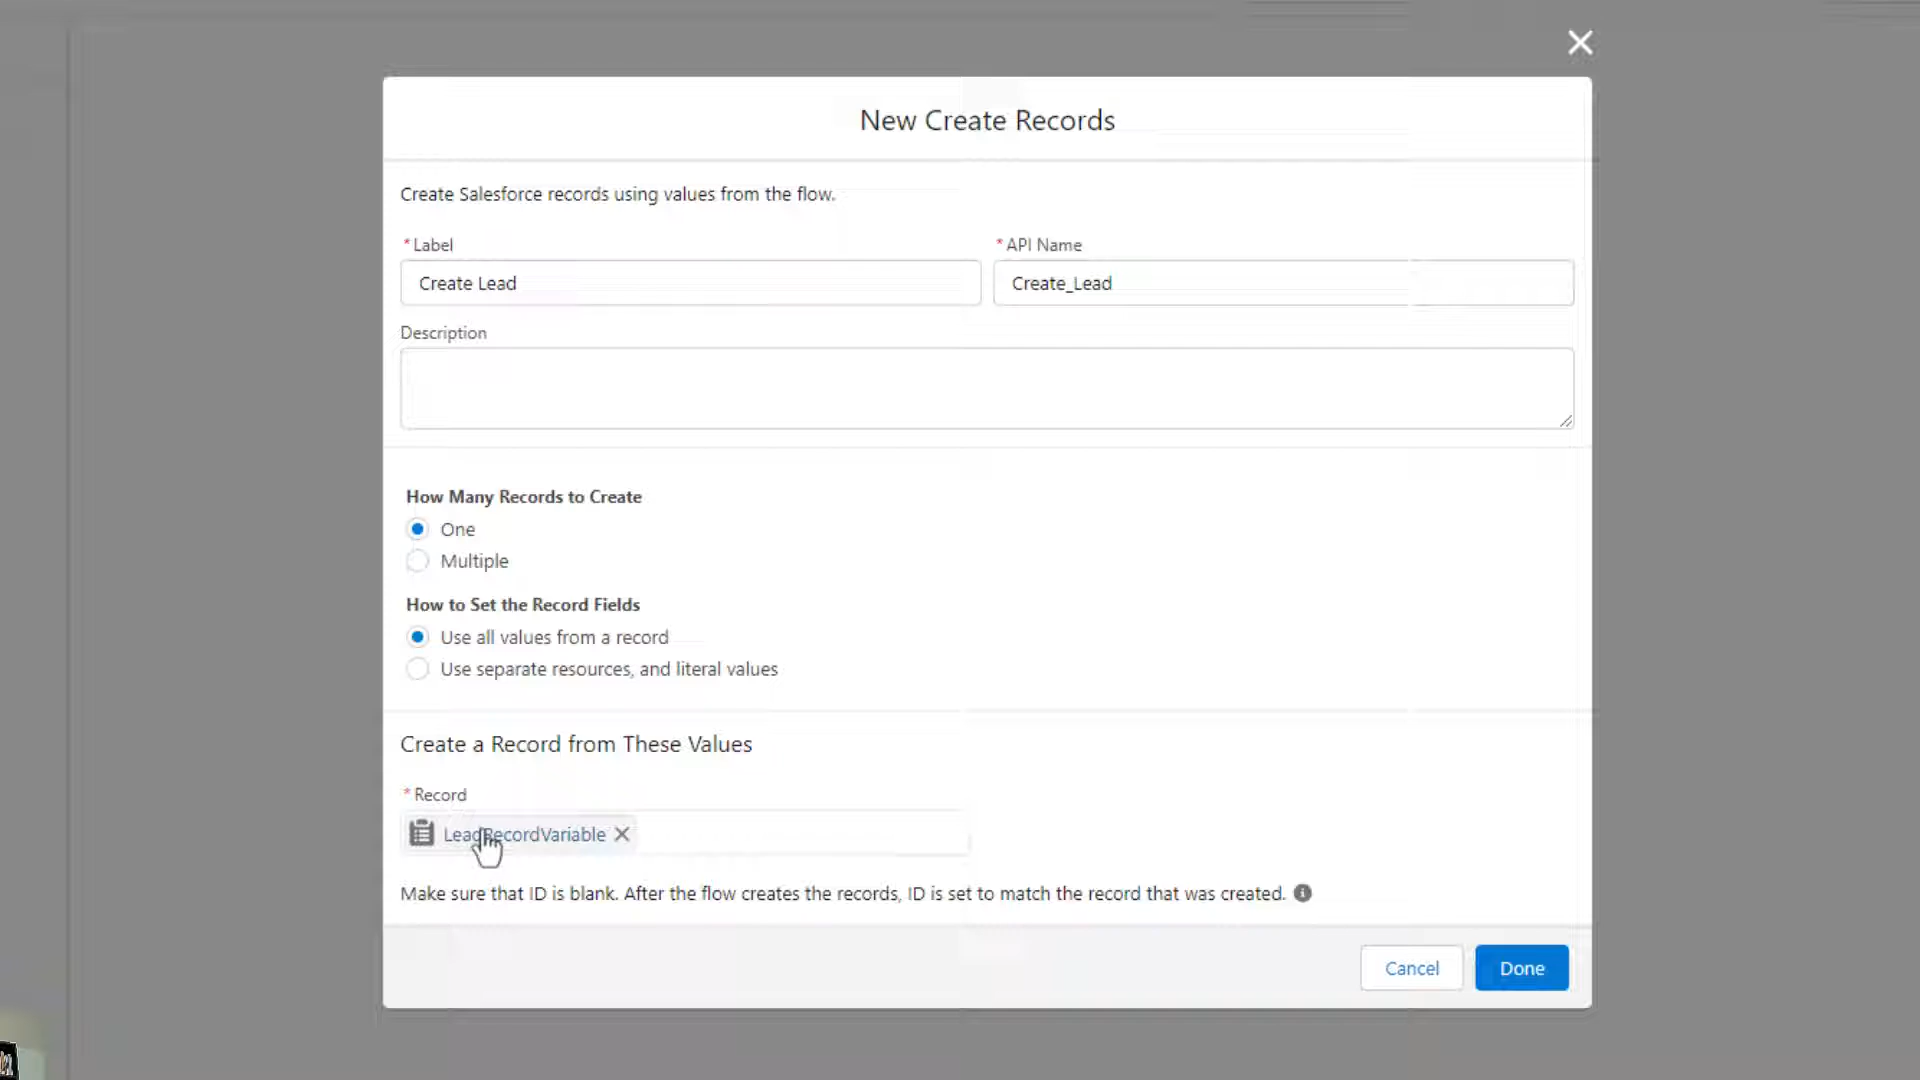 New Create Records
Create Salesforce records using values from the flow.
* Label
* API Name
Create Lead
Create_Lead
Description
How Many Records to Create
One
Multiple
How to Set the Record Fields
Use all values from a record
Use separate resources, and literal values
Create a Record from These Values
* Record
LeadRecordVariable
Make sure that ID is blank. After the flow creates the records, ID is set to match the record that was created.
Cancel
Done